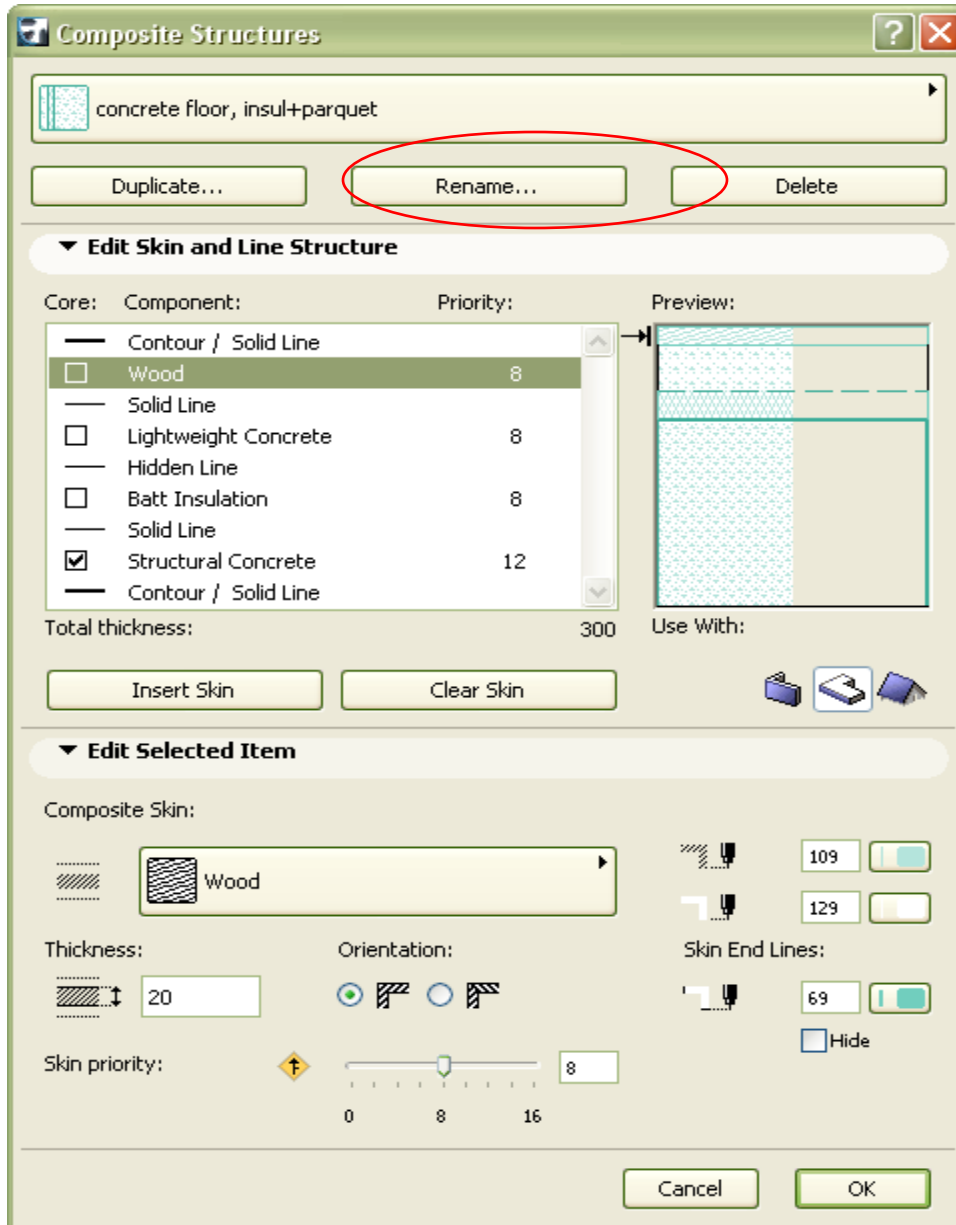 Composite Structures
concrete floor, insul+parquet
Duplicate... Rename... Delete
Edit Skin and Line Structure
Core: Component: Priority: Preview:
Contour / Solid Line
Wood 8
Solid Line
Lightweight Concrete 8
Hidden Line
Batt Insulation 8
Solid Line
Structural Concrete 12
Contour / Solid Line
Total thickness: 300 Use With:
Insert Skin Clear Skin
Edit Selected Item
Composite Skin:
Wood 109
129
Thickness: Orientation: Skin End Lines:
20 69
Hide
Skin priority: 8
0 8 16
Cancel OK